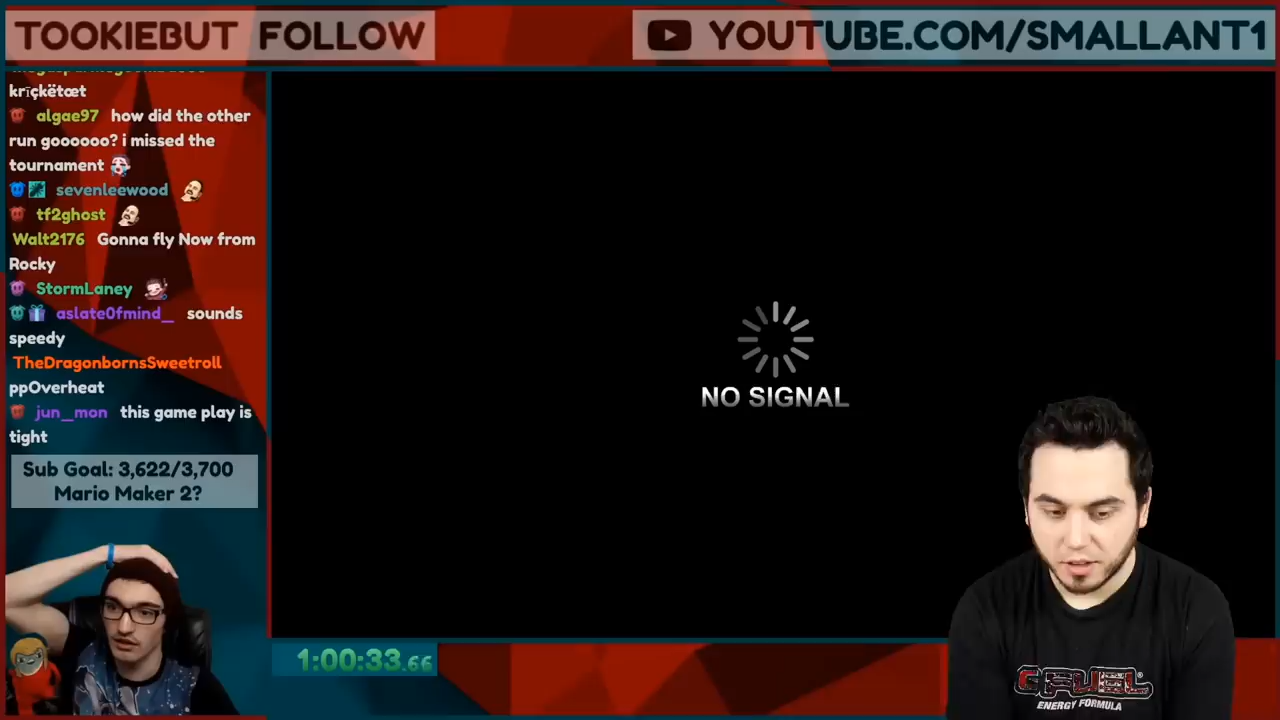 TOOKIEBUT FOLLOW
YOUTUBE.COM/SMALLANT1
krīçkëtœt
algae97 how did the other
run goooooo? i missed the
tournament
sevenleewood
tf2ghost
Walt2176 Gonna fly Now from
Rocky
StormLaney
aslate0fmind_ sounds
speedy
TheDragonbornsSweetroll
ppOverheat
jun_mon this game play is
tight
Sub Goal: 3,622/3,700
Mario Maker 2?
NO SIGNAL
1:00:33.66
G FUEL
ENERGY FORMULA